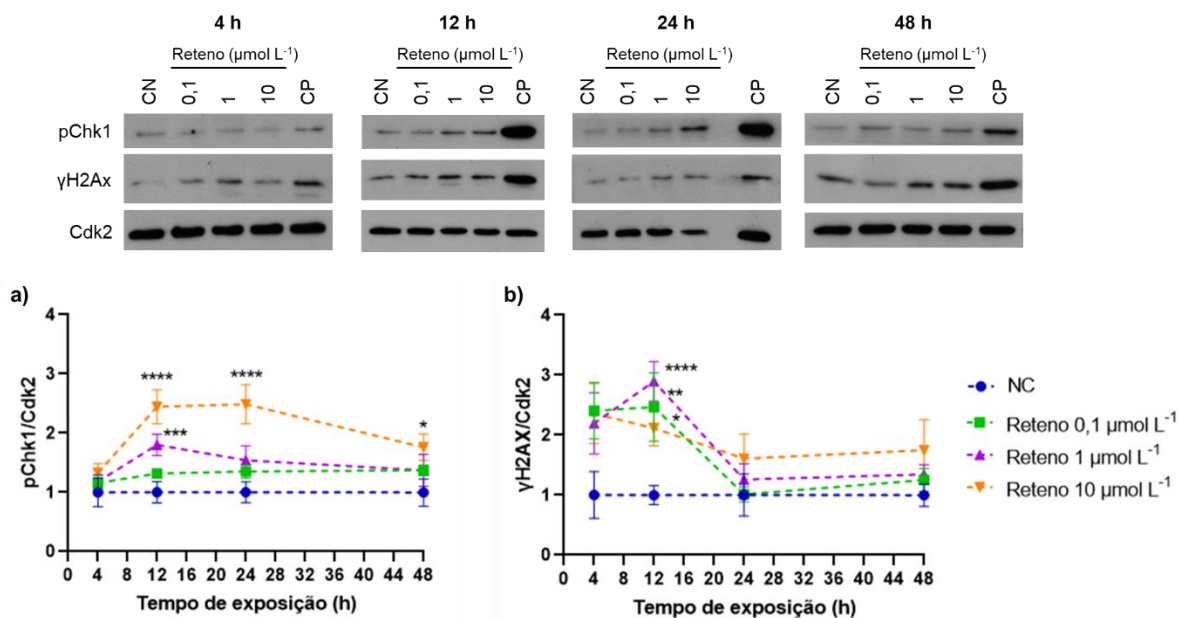 4 h 12 h 24 h 48 h
Reteno (µmol L⁻¹) Reteno (µmol L⁻¹) Reteno (µmol L⁻¹) Reteno (µmol L⁻¹)
CN 0,1 1 10 CP CN 0,1 1 10 CP CN 0,1 1 10 CP CN 0,1 1 10 CP
pChk1
γH2Ax
Cdk2
a)
pChk1/Cdk2
4
3
2
1
0
**** **** *
***
0 4 8 12 16 20 24 28 32 36 40 44 48
Tempo de exposição (h)
b)
γH2AX/Cdk2
4
3
2
1
0
****
**
*
0 4 8 12 16 20 24 28 32 36 40 44 48
Tempo de exposição (h)
NC
Reteno 0,1 µmol L⁻¹
Reteno 1 µmol L⁻¹
Reteno 10 µmol L⁻¹